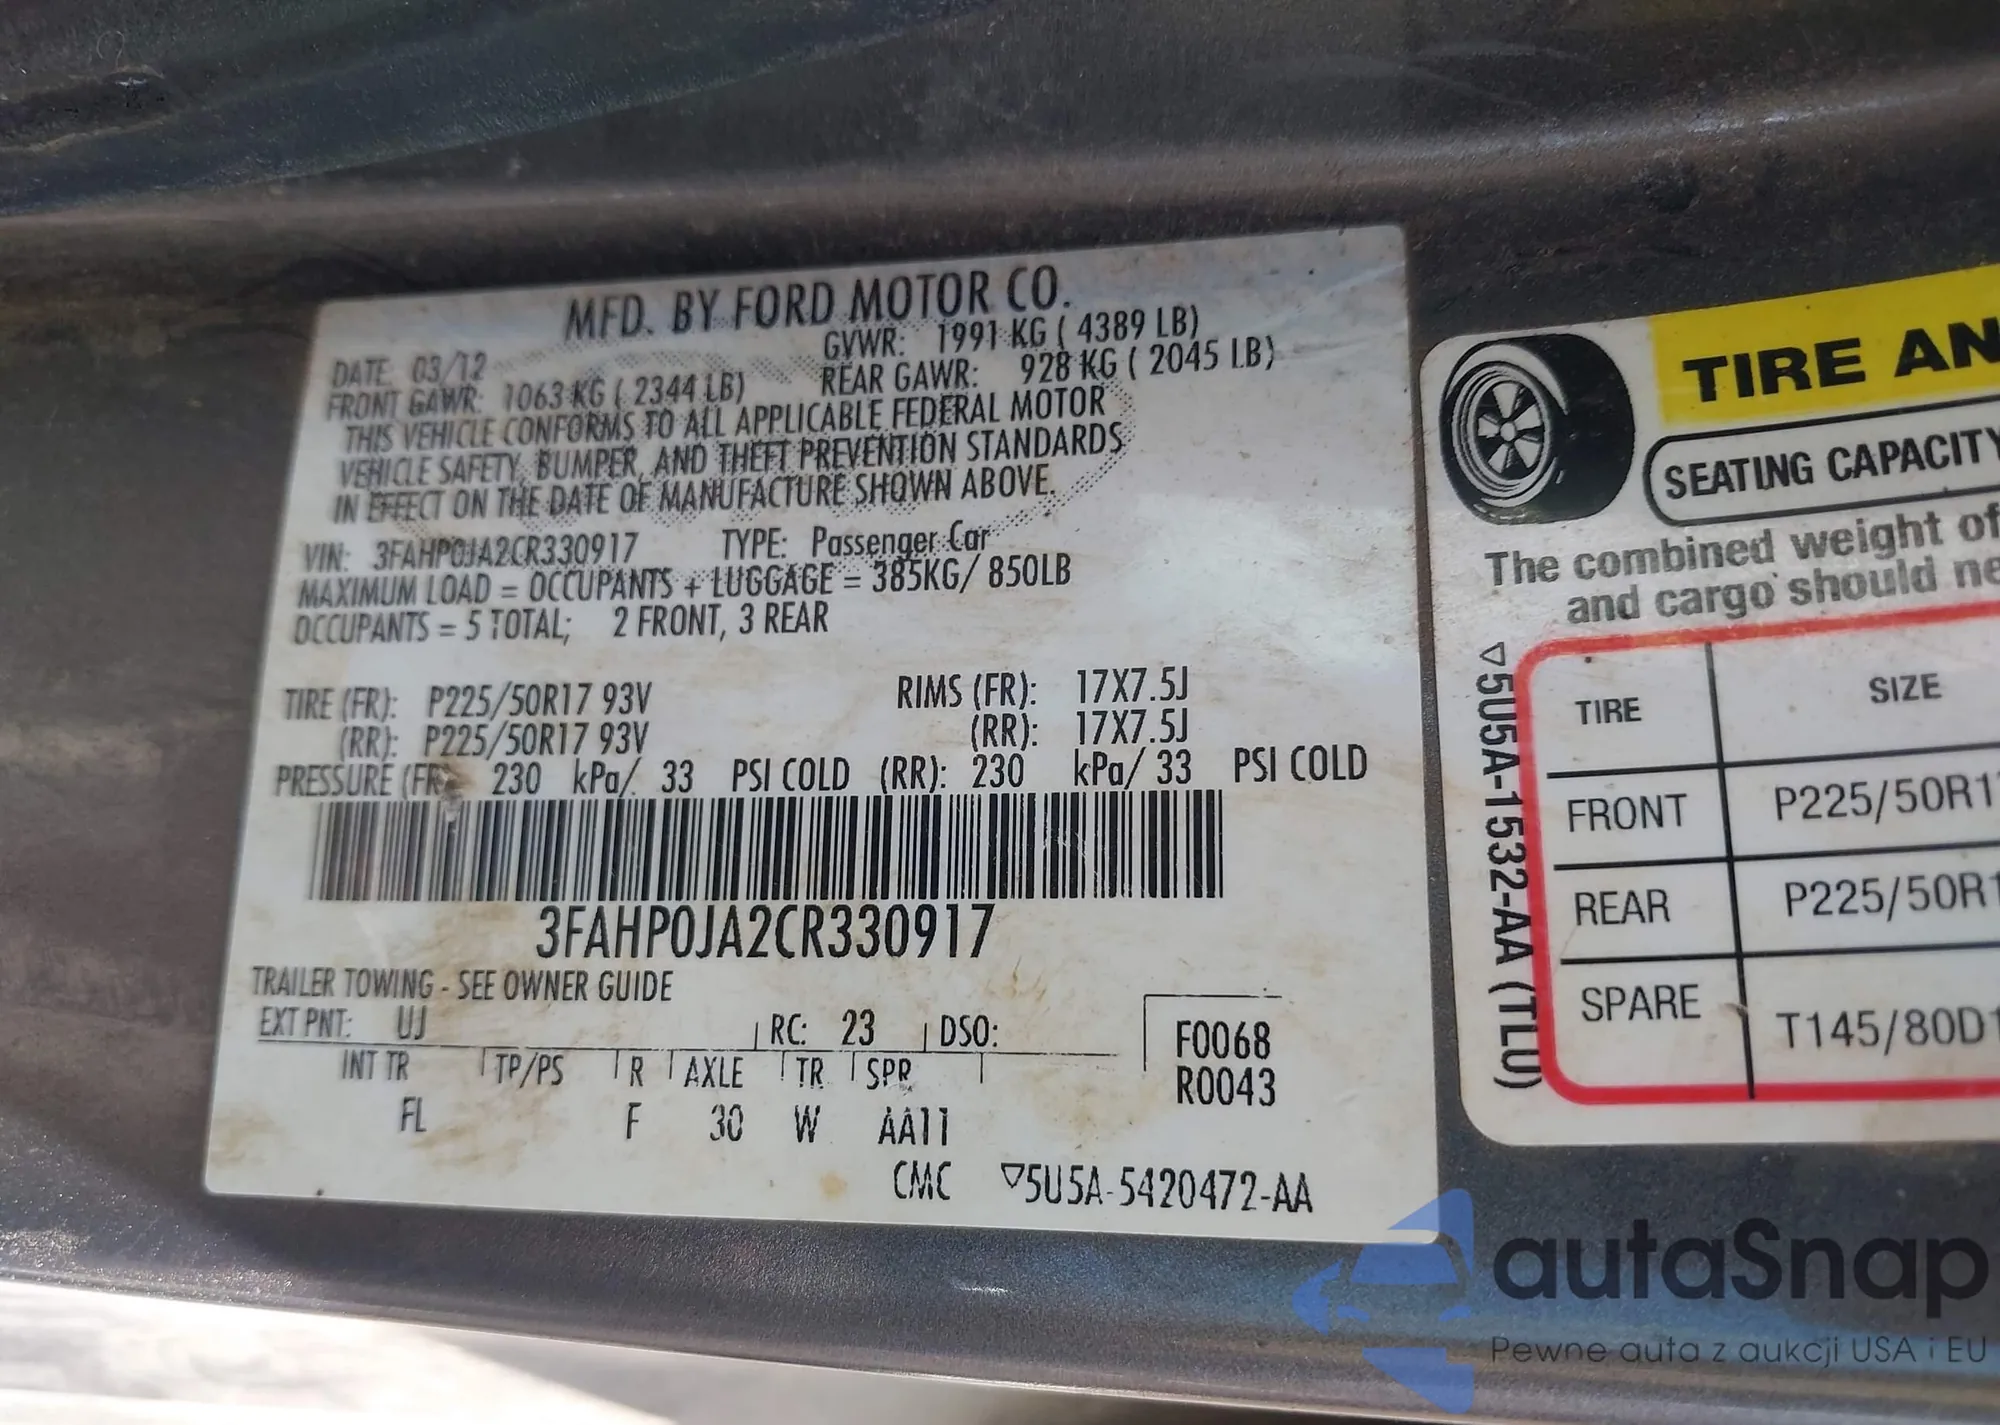 MFD. BY FORD MOTOR CO.
DATE: 03/12 GVWR: 1991 KG ( 4389 LB)
FRONT GAWR: 1063 KG ( 2344 LB) REAR GAWR: 928 KG ( 2045 LB)
THIS VEHICLE CONFORMS TO ALL APPLICABLE FEDERAL MOTOR
VEHICLE SAFETY, BUMPER, AND THEFT PREVENTION STANDARDS
IN EFFECT ON THE DATE OF MANUFACTURE SHOWN ABOVE.
VIN: 3FAHP0JA2CR330917 TYPE: Passenger Car
MAXIMUM LOAD = OCCUPANTS + LUGGAGE = 385KG/ 850LB
OCCUPANTS = 5 TOTAL; 2 FRONT, 3 REAR
TIRE (FR): P225/50R17 93V RIMS (FR): 17X7.5J
(RR): P225/50R17 93V (RR): 17X7.5J
PRESSURE (FR): 230 kPa/ 33 PSI COLD (RR): 230 kPa/ 33 PSI COLD
3FAHP0JA2CR330917
TRAILER TOWING - SEE OWNER GUIDE
EXT PNT: UJ RC: 23 DSO:
INT TR TP/PS R AXLE TR SPR
FL F 30 W AA11
F0068
R0043
CMC ▽5U5A-5420472-AA
TIRE AN
SEATING CAPACITY
The combined weight of
and cargo should ne
▽5U5A-1532-AA (TLU)
TIRE SIZE
FRONT P225/50R1
REAR P225/50R1
SPARE T145/80D1
autaSnap
Pewne auta z aukcji USA i EU